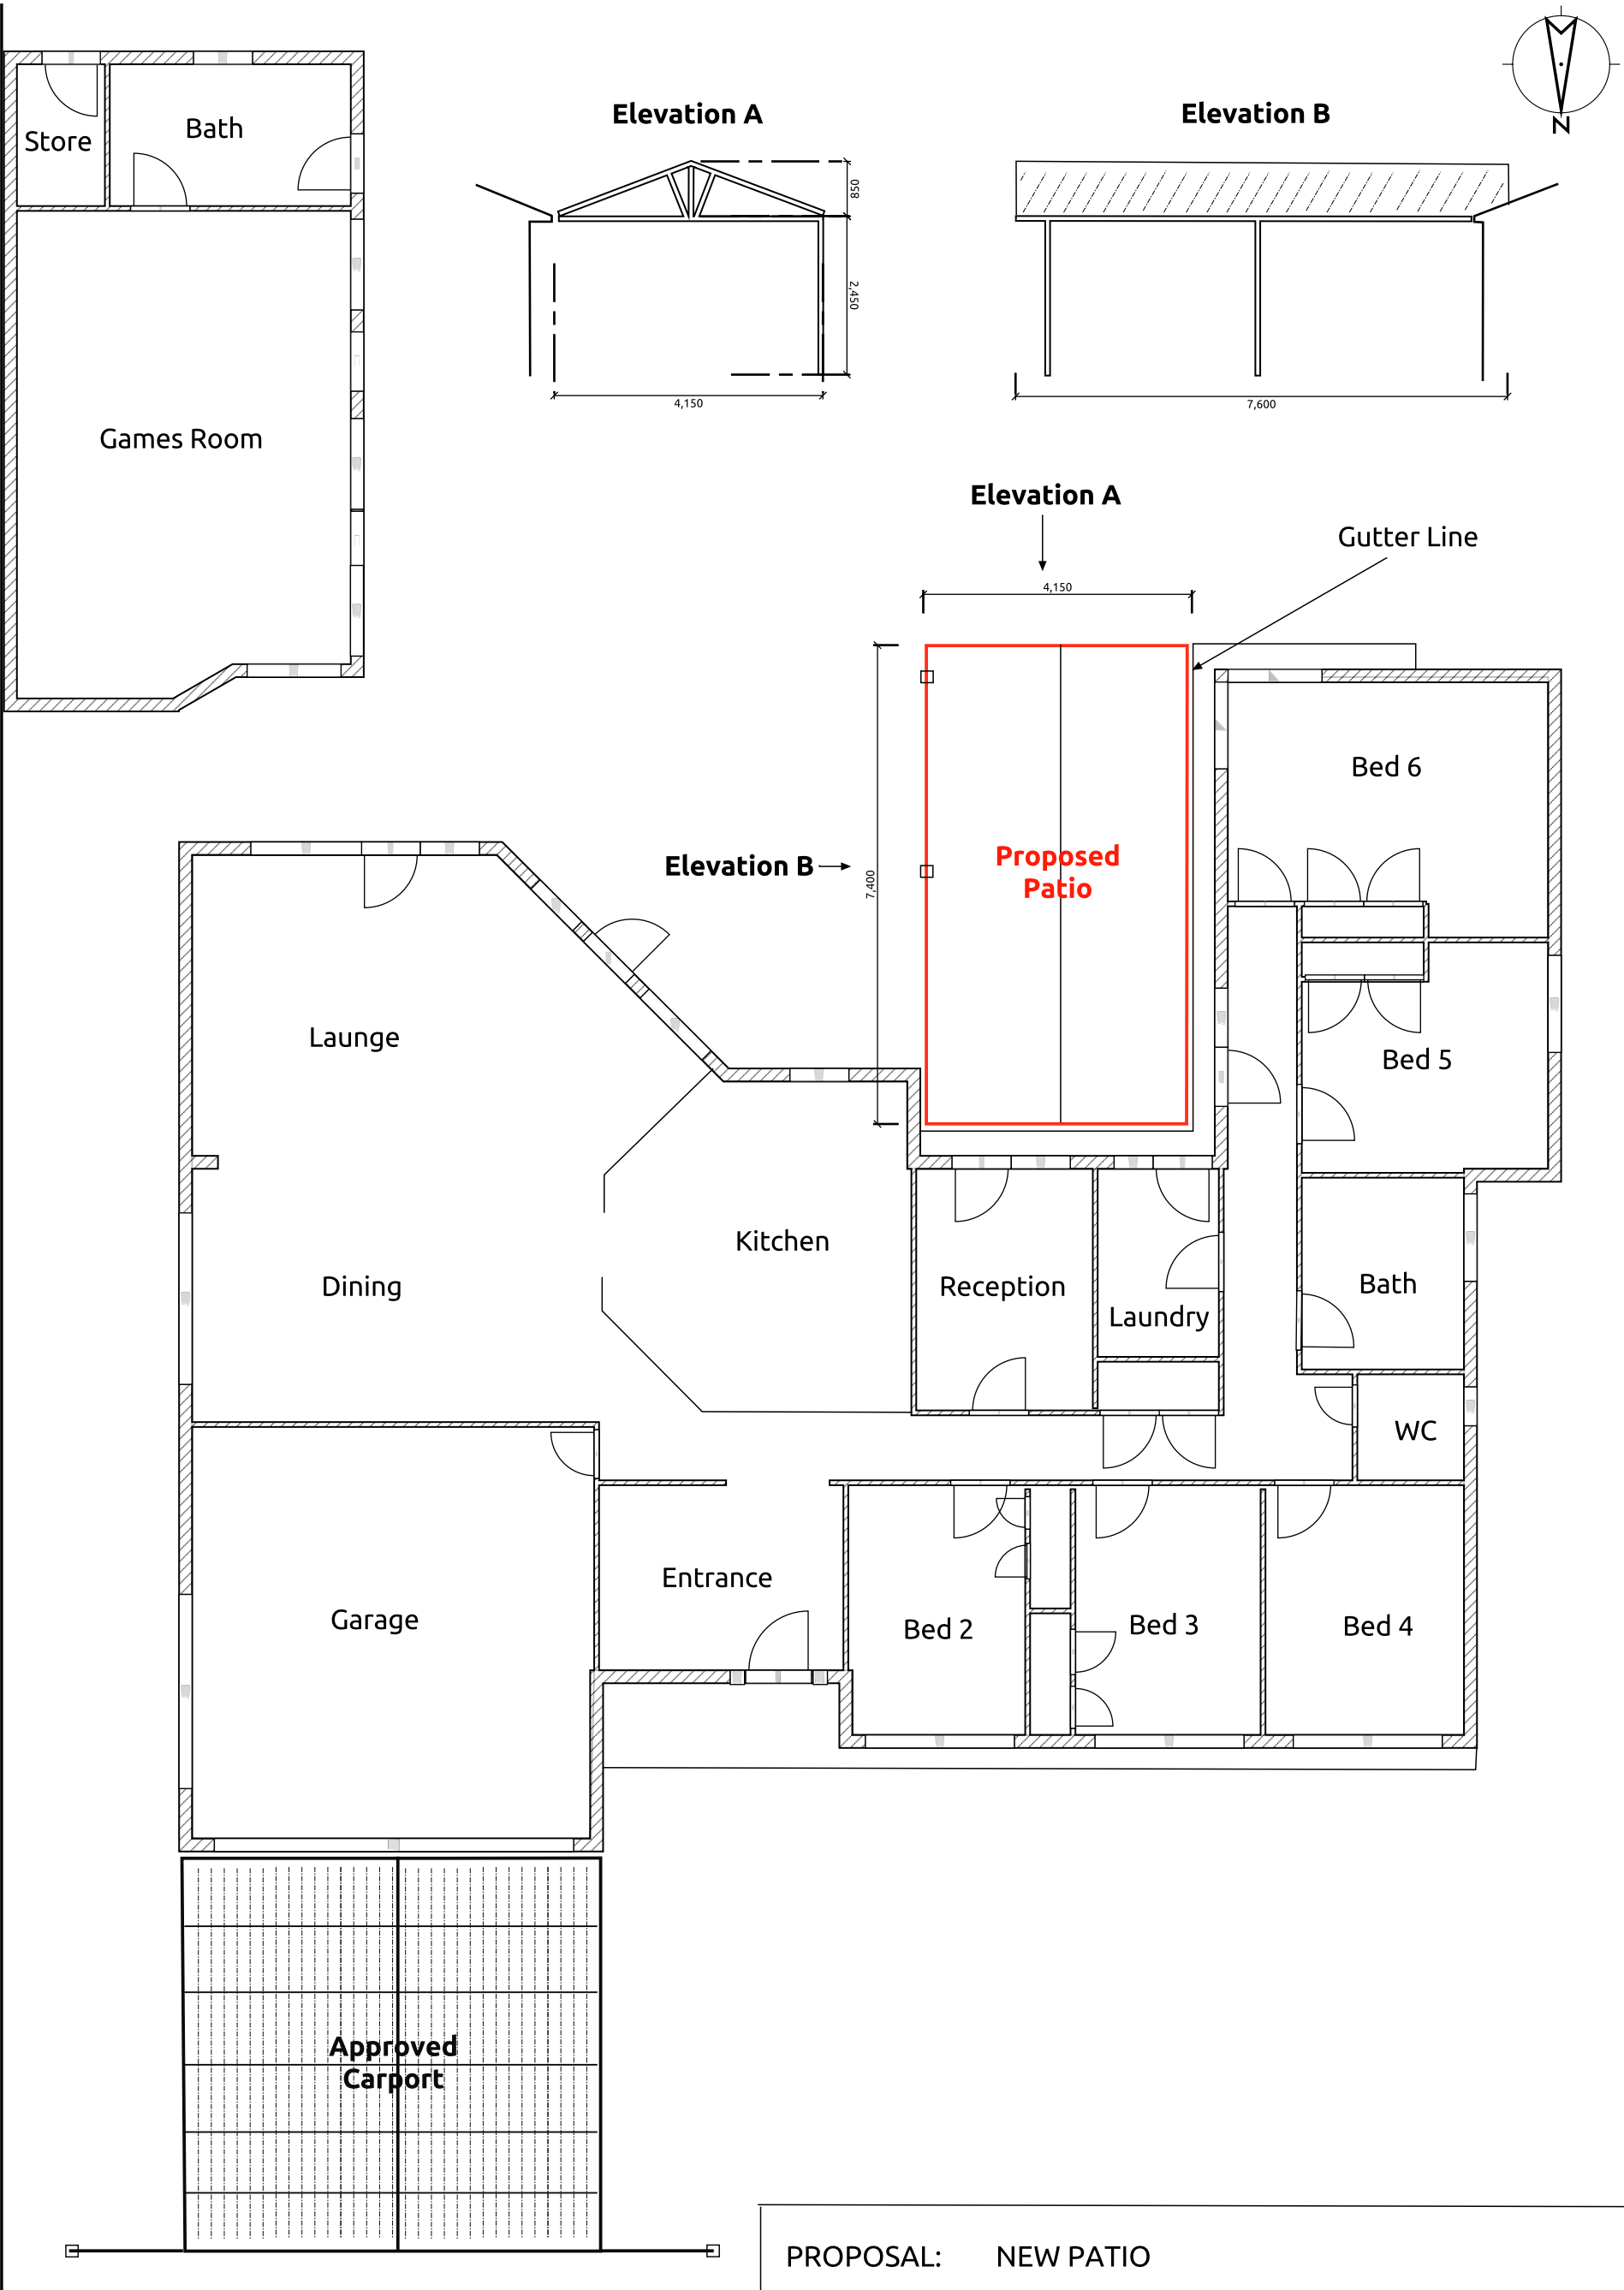 N
Elevation A
Elevation B
Store
Bath
850
2,450
4,150
7,600
Games Room
Elevation A
Gutter Line
4,150
Bed 6
Elevation B
Proposed
Patio
7,400
Launge
Bed 5
Kitchen
Dining
Reception
Laundry
Bath
WC
Entrance
Garage
Bed 2
Bed 3
Bed 4
Approved
Carport
PROPOSAL: NEW PATIO